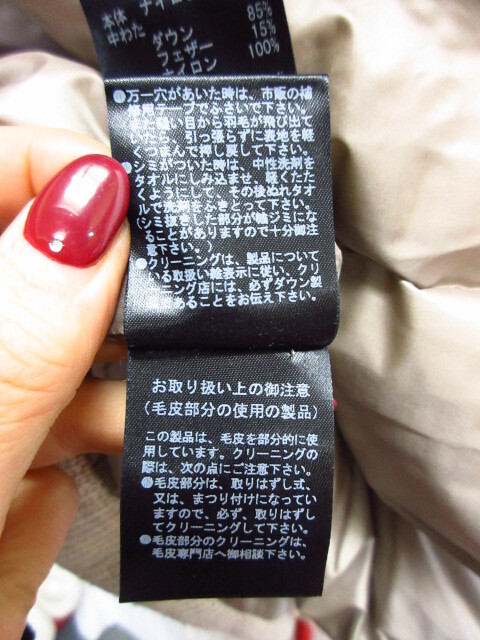 本体
中わた
ダウン 85%
フェザー 15%
ナイロン 100%
●万一穴があいた時は、市販の補
修用テープでふさいで下さい。
縫い目から羽毛が飛び出て
引っ張らずに表地を軽
くつまんで押し戻して下さい。
●シミがついた時は、中性洗剤を
タオルにしみ込ませ、軽くたた
くようにし、その後ぬれタオ
ルで洗剤をふきとって下さい。
(シミ抜きした部分が輪ジミにな
ることがありますので十分御注
意下さい。)
●クリーニングは、製品について
いる取扱い絵表示に従い、クリ
ーニング店には、必ずダウン製
品であることをお伝え下さい。
お取り扱い上の御注意
(毛皮部分の使用の製品)
この製品は、毛皮を部分的に使
用しています。クリーニングの
際は、次の点にご注意下さい。
●毛皮部分は、取りはずし式、
又は、まつり付けになってい
ますので、必ず、取りはずし
てクリーニングして下さい。
●毛皮部分のクリーニングは、
毛皮専門店へ御相談下さい。